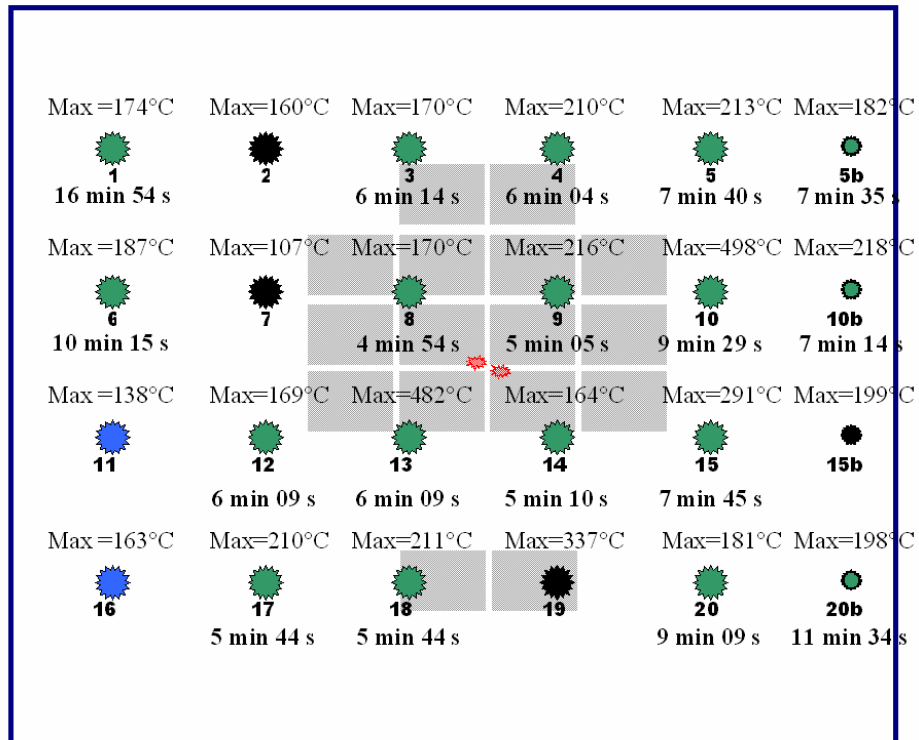 Max =174°C Max=160°C Max=170°C Max=210°C Max=213°C Max=182°C
1 2 3 4 5 5b
16 min 54 s 6 min 14 s 6 min 04 s 7 min 40 s 7 min 35 s
Max =187°C Max=107°C Max=170°C Max=216°C Max=498°C Max=218°C
6 7 8 9 10 10b
10 min 15 s 4 min 54 s 5 min 05 s 9 min 29 s 7 min 14 s
Max =138°C Max=169°C Max=482°C Max=164°C Max=291°C Max=199°C
11 12 13 14 15 15b
6 min 09 s 6 min 09 s 5 min 10 s 7 min 45 s
Max =163°C Max=210°C Max=211°C Max=337°C Max=181°C Max=198°C
16 17 18 19 20 20b
5 min 44 s 5 min 44 s 9 min 09 s 11 min 34 s